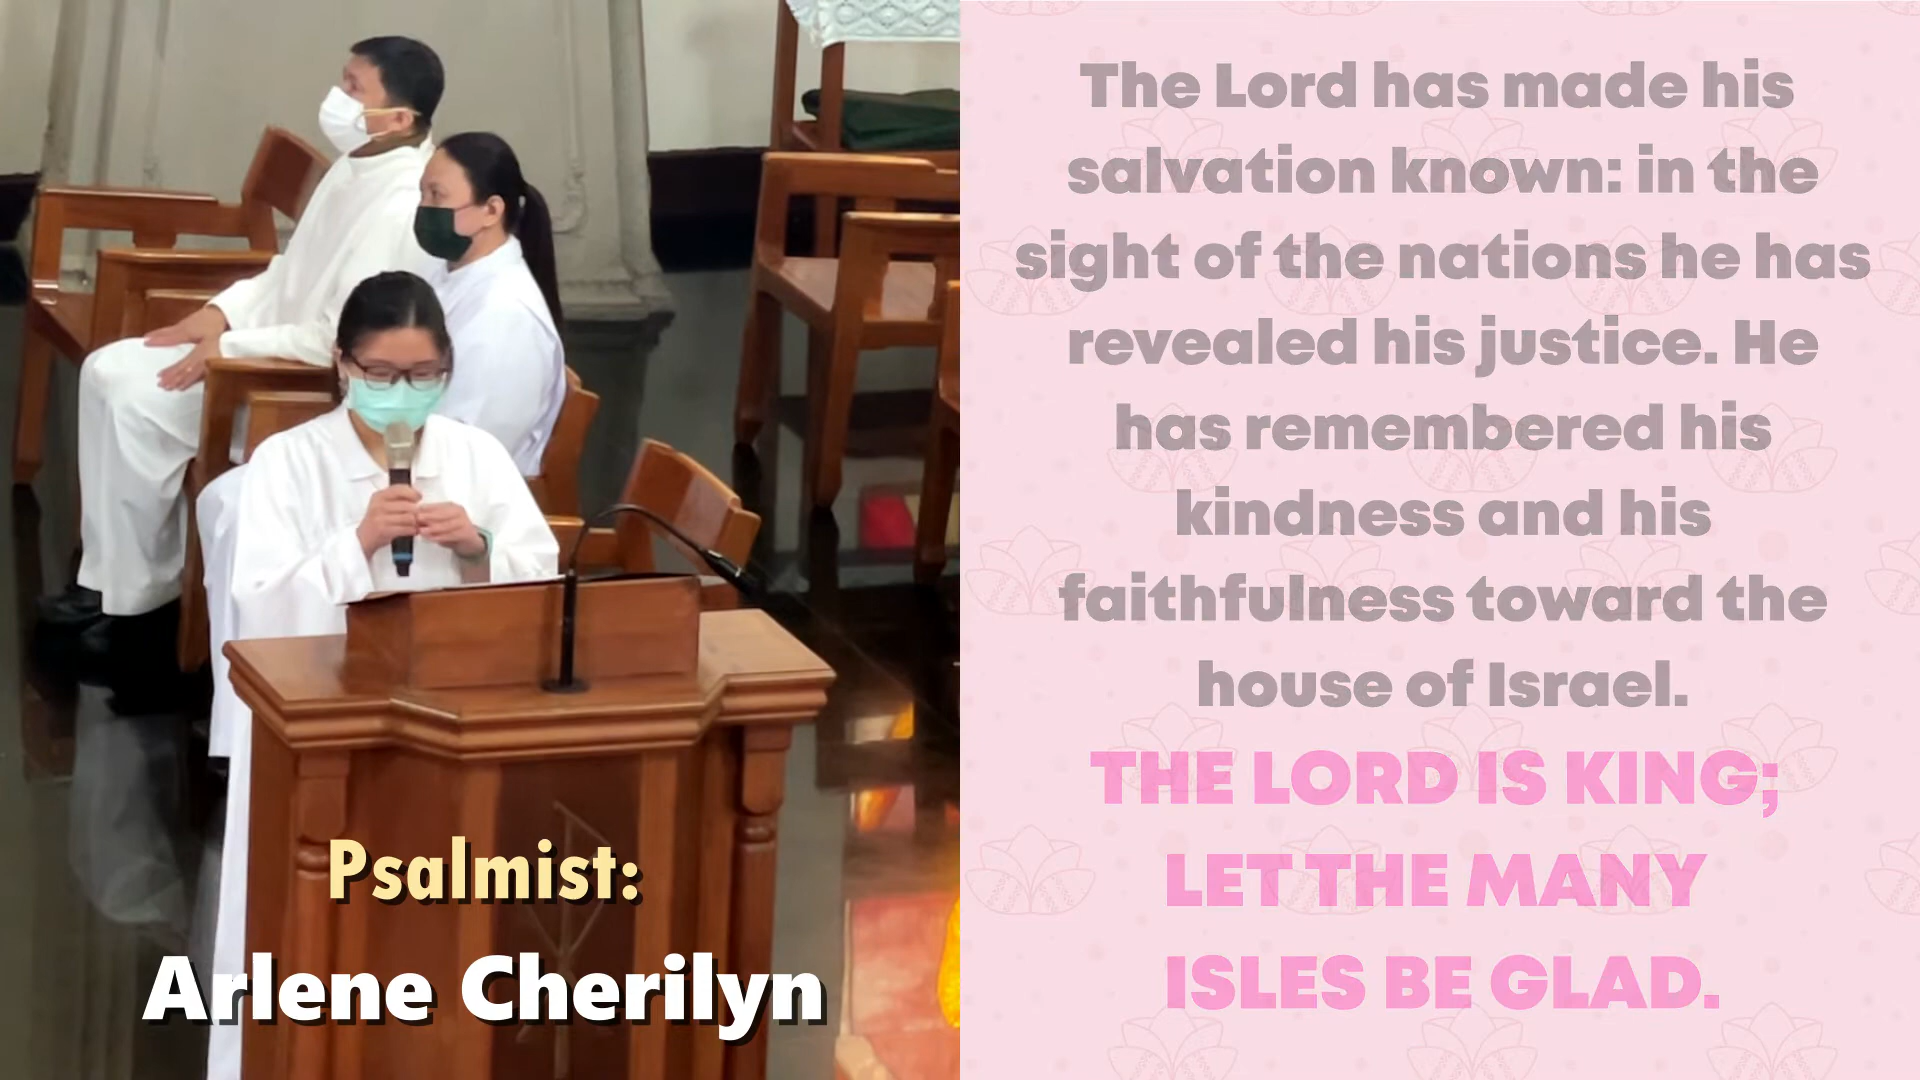 Psalmist:
Arlene Cherilyn
The Lord has made his
salvation known: in the
sight of the nations he has
revealed his justice. He
has remembered his
kindness and his
faithfulness toward the
house of Israel.
THE LORD IS KING;
LET THE MANY
ISLES BE GLAD.